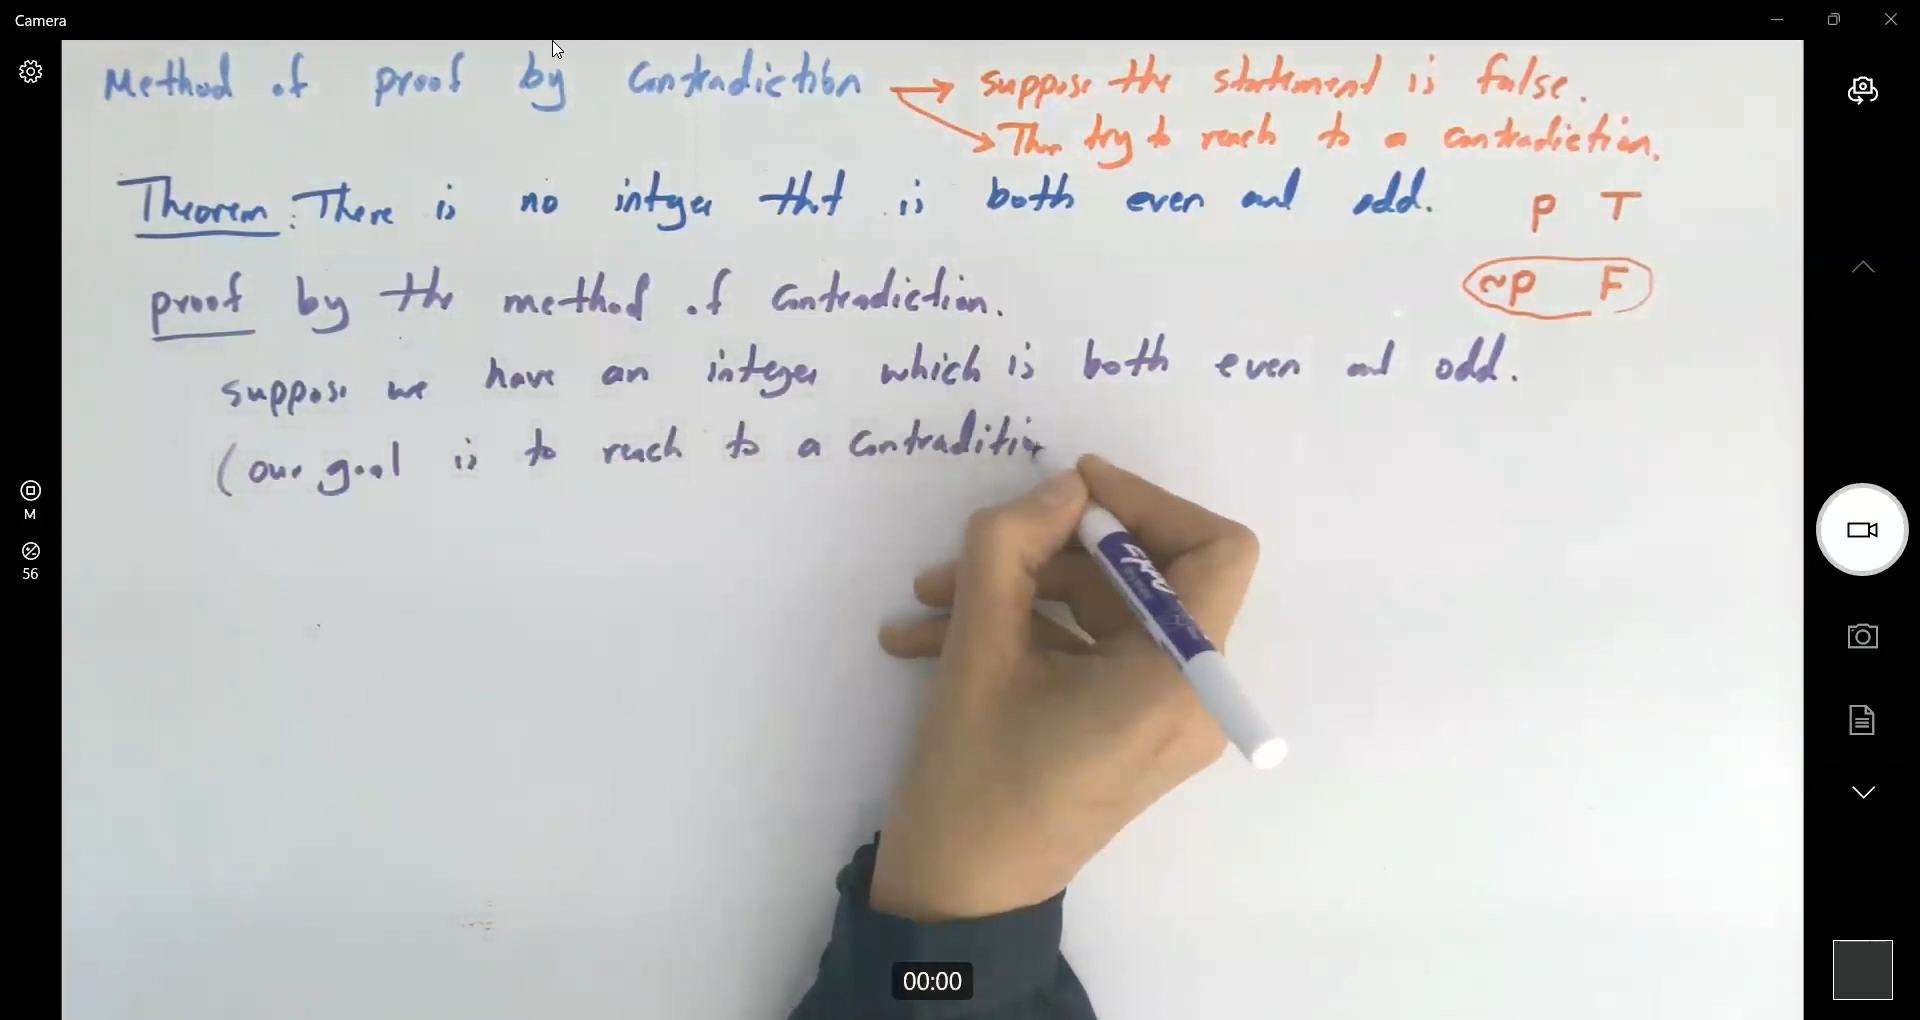 Camera
Method of proof by Contradiction → suppose the statement is false.
Then try to reach to a contradiction.
Theorem: There is no integer that is both even and odd. P T
proof by the method of Contradiction. ~P F
suppose we have an integer which is both even and odd.
(our goal is to reach to a Contraditi
M
56
EXPO
00:00